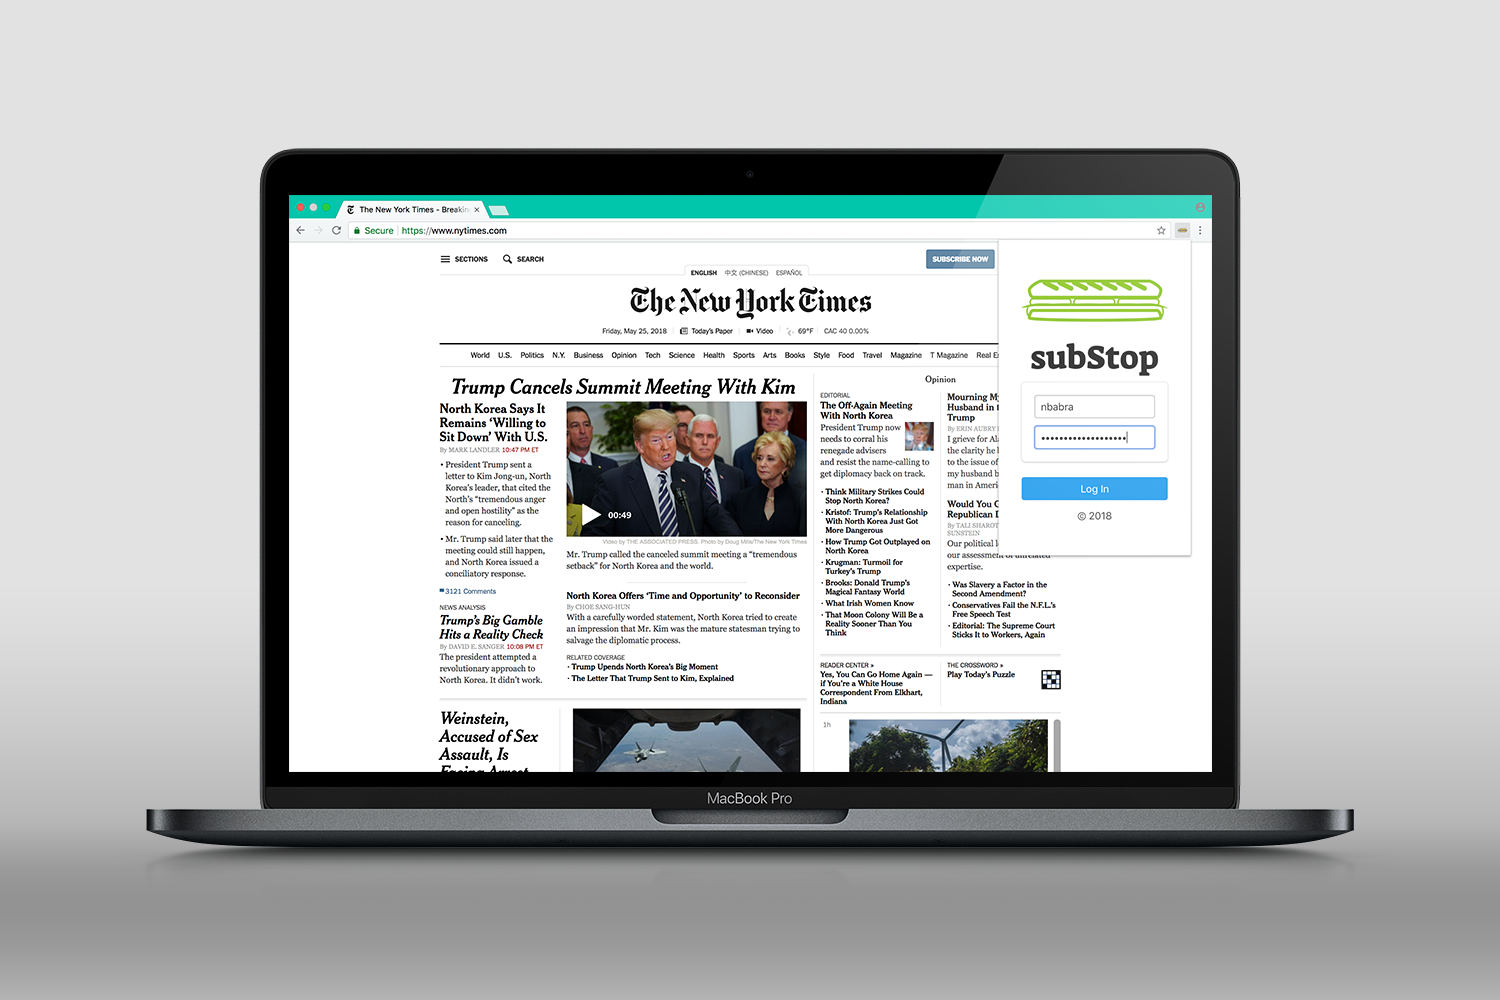 The New York Times - Breakin
Secure
https://www.nytimes.com
SECTIONS
SEARCH
SUBSCRIBE NOW
ENGLISH 中文 (CHINESE) ESPAÑOL
The New York Times
Friday, May 25, 2018
Today's Paper
Video
69°F
CAC 40 0.00%
World U.S. Politics N.Y. Business Opinion Tech Science Health Sports Arts Books Style Food Travel Magazine T Magazine Real E
Trump Cancels Summit Meeting With Kim
North Korea Says It
Remains ‘Willing to
Sit Down’ With U.S.
By MARK LANDLER 10:47 PM ET
• President Trump sent a
letter to Kim Jong-un, North
Korea's leader, that cited the
North's “tremendous anger
and open hostility” as the
reason for canceling.
• Mr. Trump said later that the
meeting could still happen,
and North Korea issued a
conciliatory response.
3121 Comments
NEWS ANALYSIS
Trump's Big Gamble
Hits a Reality Check
By DAVID E. SANGER 10:08 PM ET
The president attempted a
revolutionary approach to
North Korea. It didn't work.
Weinstein,
Accused of Sex
Assault, Is
Facing Arrest
00:49
Video by THE ASSOCIATED PRESS. Photo by Doug Mills/The New York Times
Mr. Trump called the canceled summit meeting a “tremendous
setback” for North Korea and the world.
North Korea Offers ‘Time and Opportunity’ to Reconsider
By CHOE SANG-HUN
With a carefully worded statement, North Korea tried to create
an impression that Mr. Kim was the mature statesman trying to
salvage the diplomatic process.
RELATED COVERAGE
· Trump Upends North Korea's Big Moment
· The Letter That Trump Sent to Kim, Explained
Opinion
EDITORIAL
The Off-Again Meeting
With North Korea
President Trump now
needs to corral his
renegade advisers
and resist the name-calling to
get diplomacy back on track.
· Think Military Strikes Could
Stop North Korea?
· Kristof: Trump's Relationship
With North Korea Just Got
More Dangerous
· How Trump Got Outplayed on
North Korea
· Krugman: Turmoil for
Turkey's Trump
· Brooks: Donald Trump's
Magical Fantasy World
· What Irish Women Know
· That Moon Colony Will Be a
Reality Sooner Than You
Think
Mourning My
Husband in t
Trump
By ERIN AUBRY
I grieve for Ala
the clarity he b
to the issue of
my husband b
man in Americ
Would You G
Republican D
By TALI SHAROT
SUNSTEIN
Our political l
our assessment of unrelated
expertise.
· Was Slavery a Factor in the
Second Amendment?
· Conservatives Fail the N.F.L.'s
Free Speech Test
· Editorial: The Supreme Court
Sticks It to Workers, Again
READER CENTER »
Yes, You Can Go Home Again —
if You're a White House
Correspondent From Elkhart,
Indiana
THE CROSSWORD »
Play Today's Puzzle
1h
subStop
nbabra
Log In
© 2018
MacBook Pro